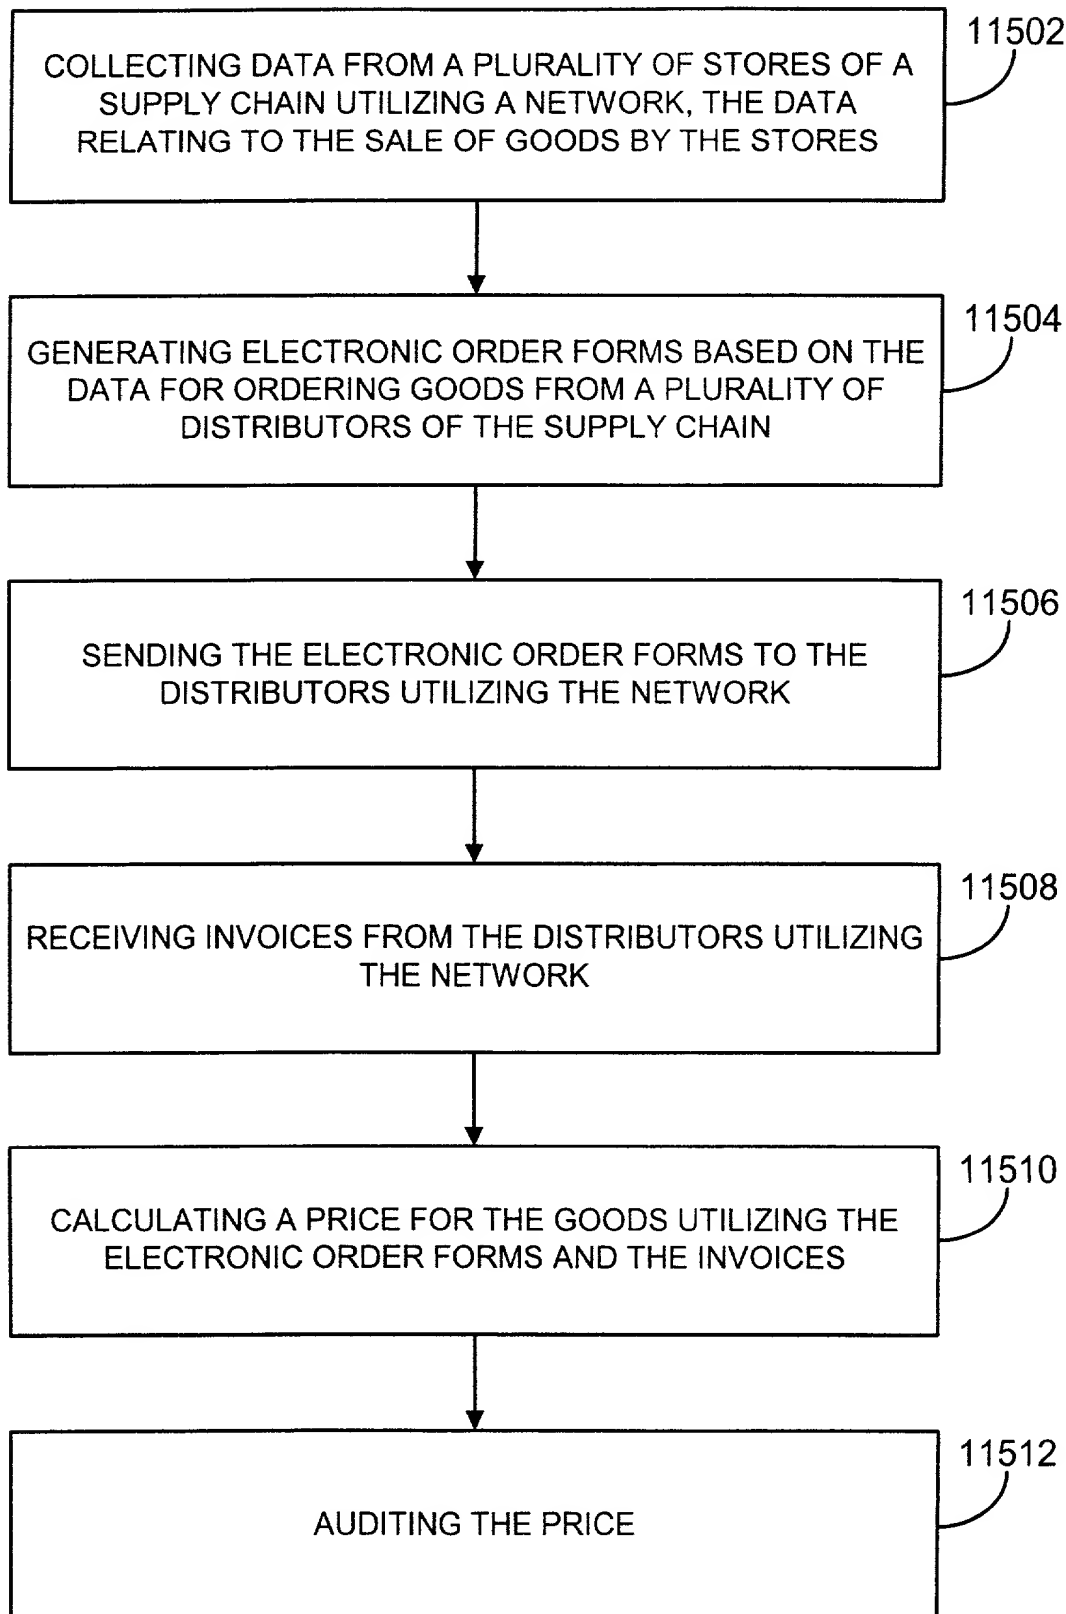 11502
COLLECTING DATA FROM A PLURALITY OF STORES OF A
SUPPLY CHAIN UTILIZING A NETWORK, THE DATA
RELATING TO THE SALE OF GOODS BY THE STORES
11504
GENERATING ELECTRONIC ORDER FORMS BASED ON THE
DATA FOR ORDERING GOODS FROM A PLURALITY OF
DISTRIBUTORS OF THE SUPPLY CHAIN
11506
SENDING THE ELECTRONIC ORDER FORMS TO THE
DISTRIBUTORS UTILIZING THE NETWORK
11508
RECEIVING INVOICES FROM THE DISTRIBUTORS UTILIZING
THE NETWORK
11510
CALCULATING A PRICE FOR THE GOODS UTILIZING THE
ELECTRONIC ORDER FORMS AND THE INVOICES
11512
AUDITING THE PRICE